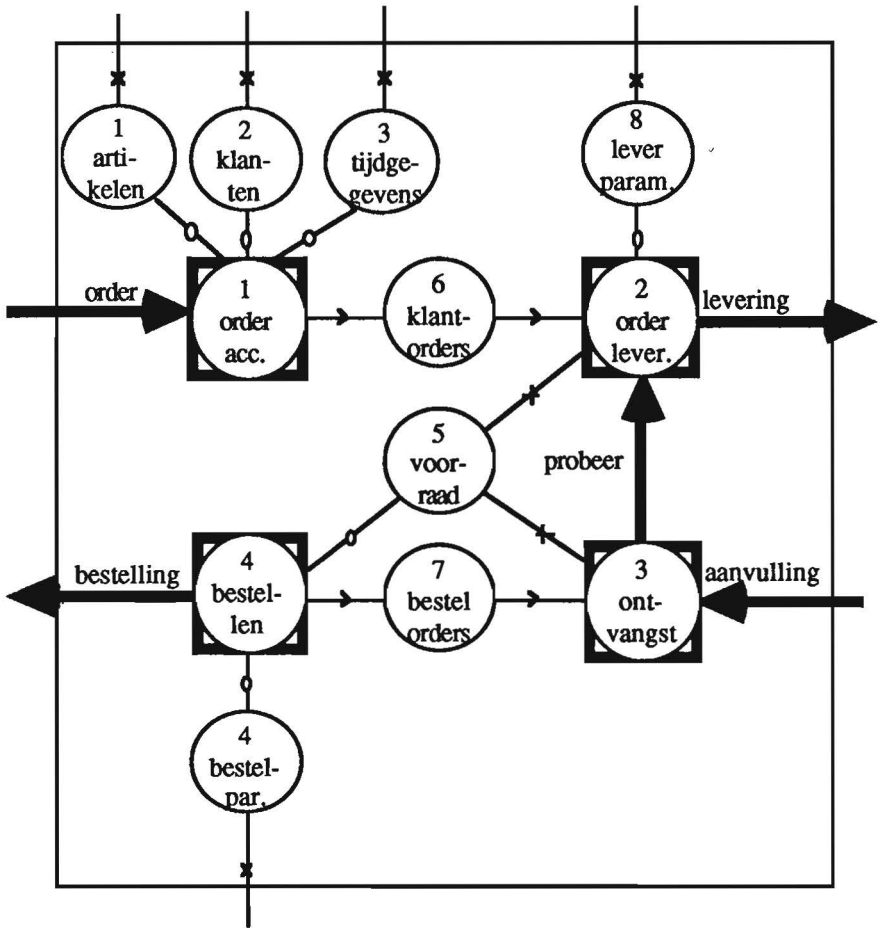 1
arti-
kelen
2
klan-
ten
3
tijdge-
gevens
8
lever
param.
order
1
order
acc.
6
klant-
orders
2
order
lever.
levering
5
voor-
raad
probeer
bestelling
4
bestel-
len
7
bestel
orders
3
ont-
vangst
aanvulling
4
bestel-
par.